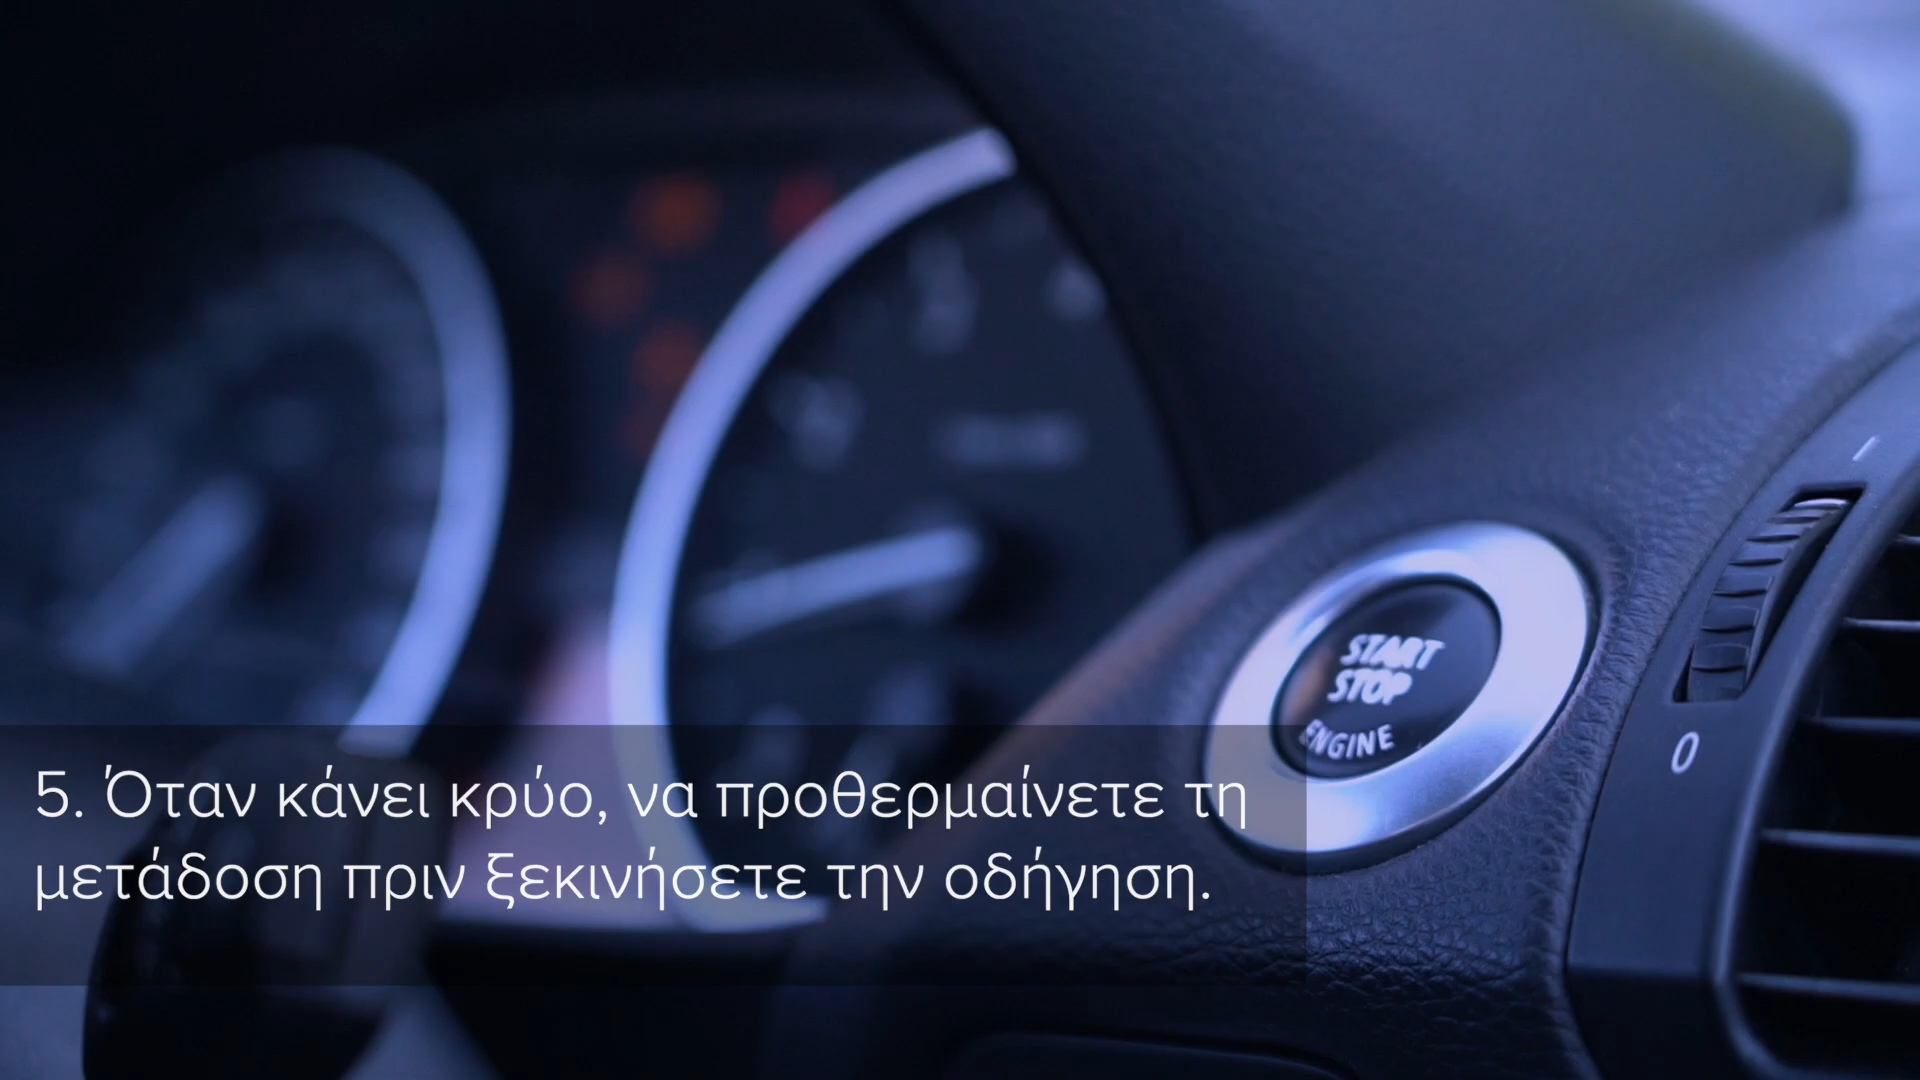 START
STOP
ENGINE
0
5. Όταν κάνει κρύο, να προθερμαίνετε τη
μετάδοση πριν ξεκινήσετε την οδήγηση.